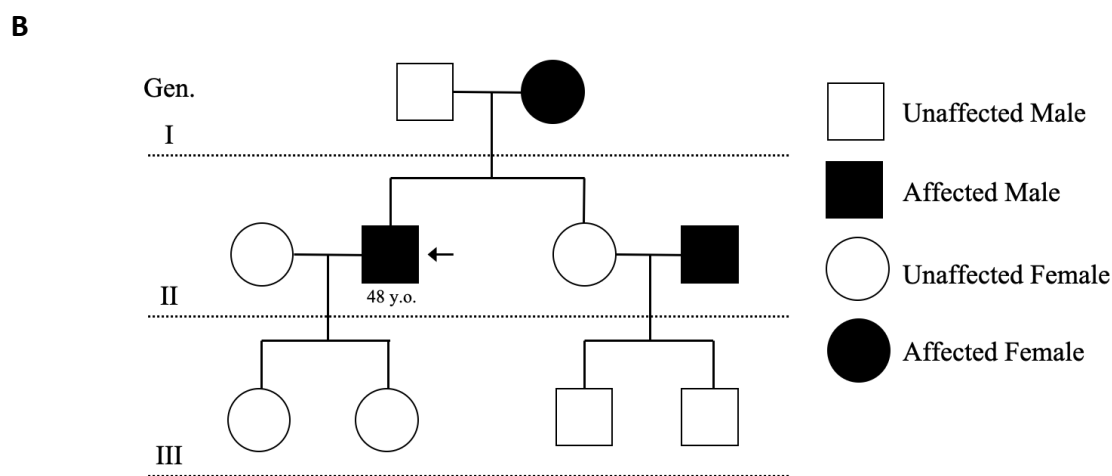 B
Gen.
I
II
48 y.o.
III
Unaffected Male
Affected Male
Unaffected Female
Affected Female